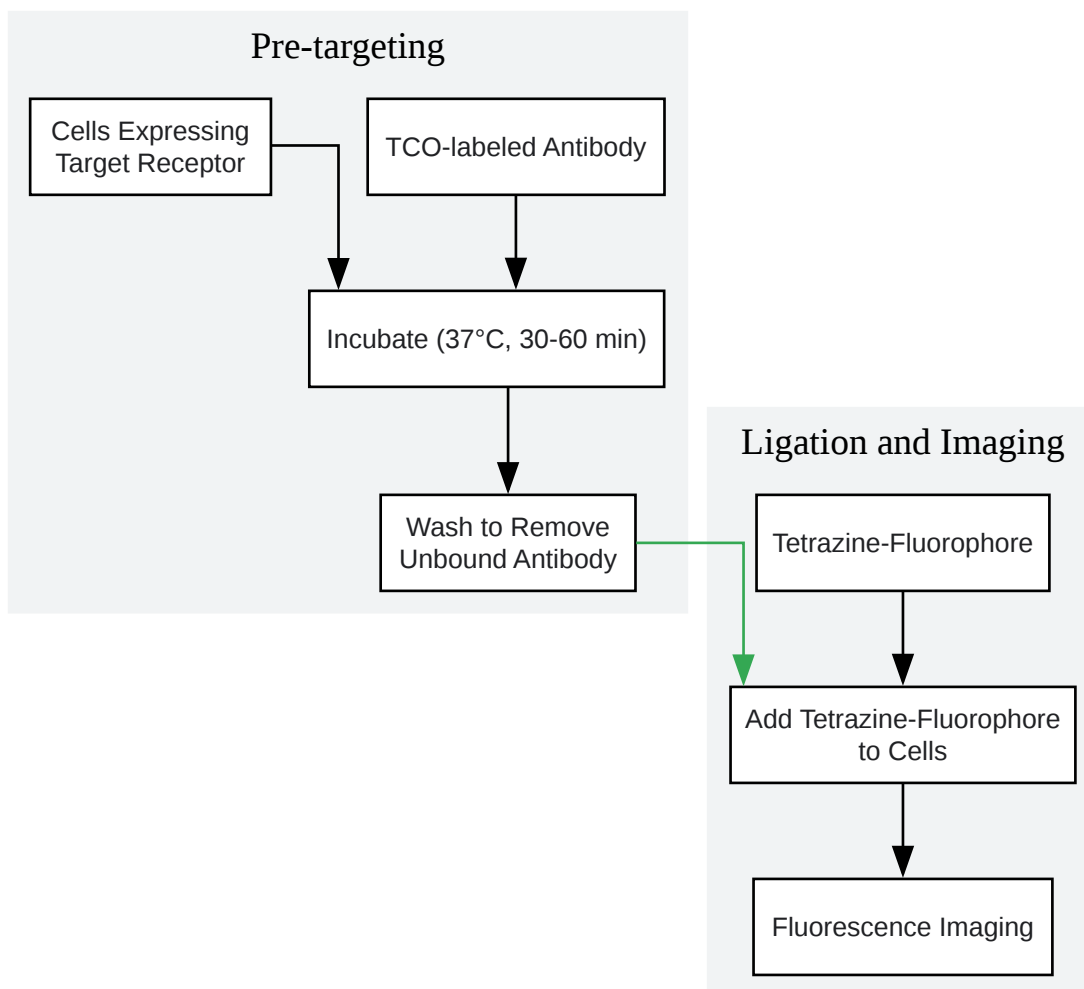 Pre-targeting
Cells Expressing
Target Receptor
TCO-labeled Antibody
Incubate (37°C, 30-60 min)
Wash to Remove
Unbound Antibody
Ligation and Imaging
Tetrazine-Fluorophore
Add Tetrazine-Fluorophore
to Cells
Fluorescence Imaging